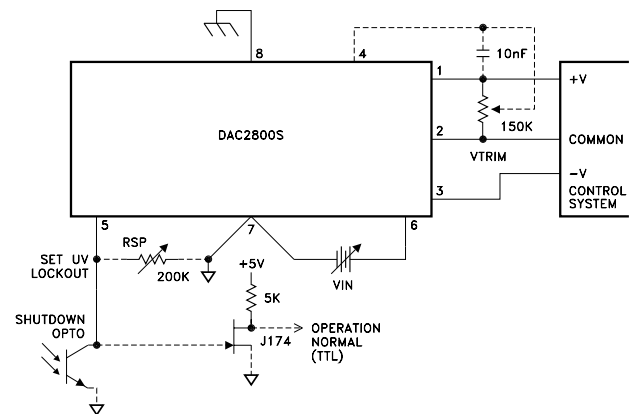 8
4
10nF
1
+V
DAC2800S
150K
2
COMMON
VTRIM
-V
3
CONTROL
SYSTEM
5
7
6
RSP
SET UV
LOCKOUT
200K
+5V
VIN
5K
SHUTDOWN
OPTO
J174
OPERATION
NORMAL
(TTL)